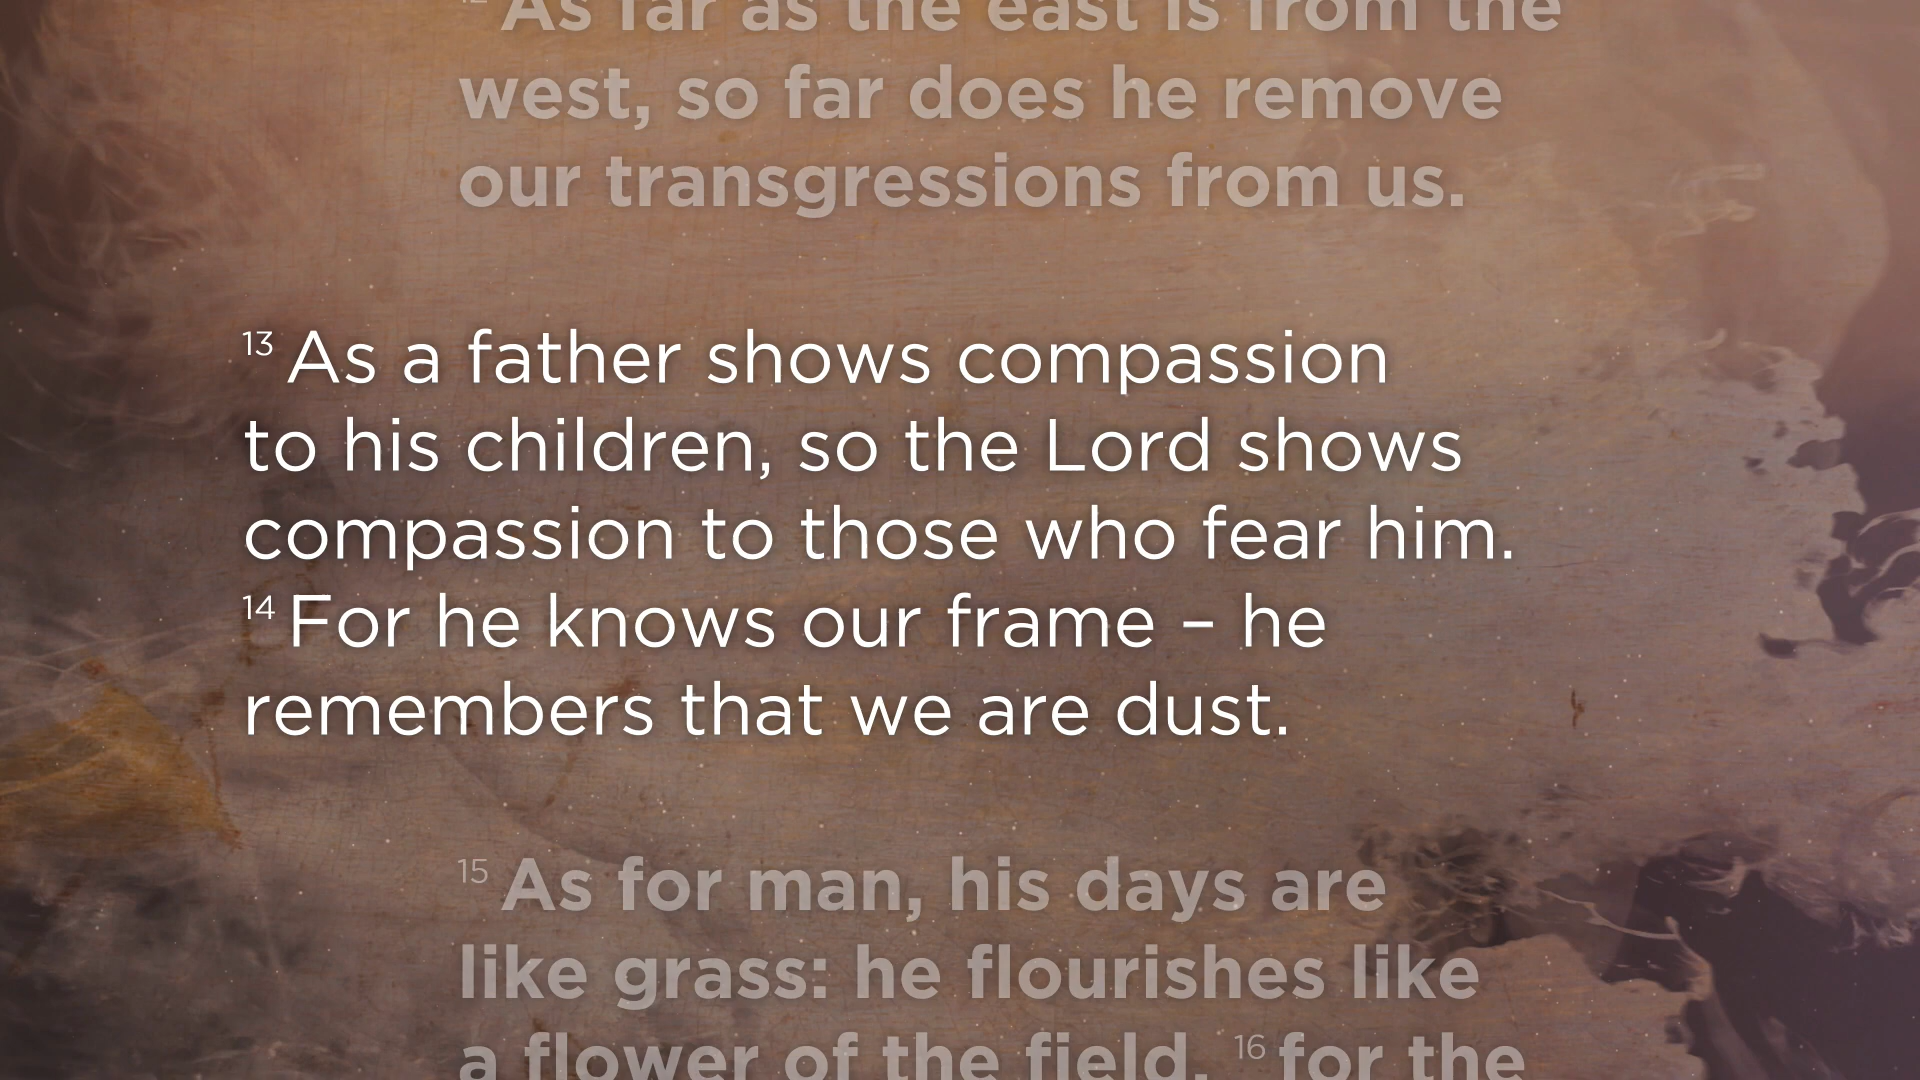 12 As far as the east is from the
west, so far does he remove
our transgressions from us.
13 As a father shows compassion
to his children, so the Lord shows
compassion to those who fear him.
14 For he knows our frame – he
remembers that we are dust.
15 As for man, his days are
like grass: he flourishes like
a flower of the field, 16 for the